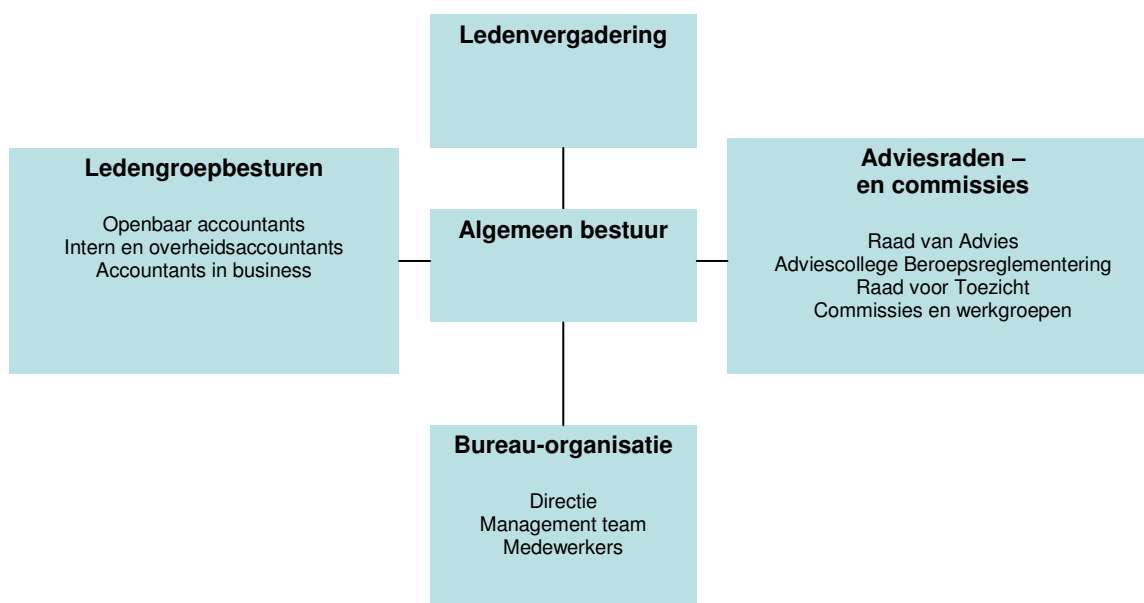 Ledenvergadering
Ledengroepbesturen
Openbaar accountants
Intern en overheidsaccountants
Accountants in business
Algemeen bestuur
Adviesraden –
en commissies
Raad van Advies
Adviescollege Beroepsreglementering
Raad voor Toezicht
Commissies en werkgroepen
Bureau-organisatie
Directie
Management team
Medewerkers